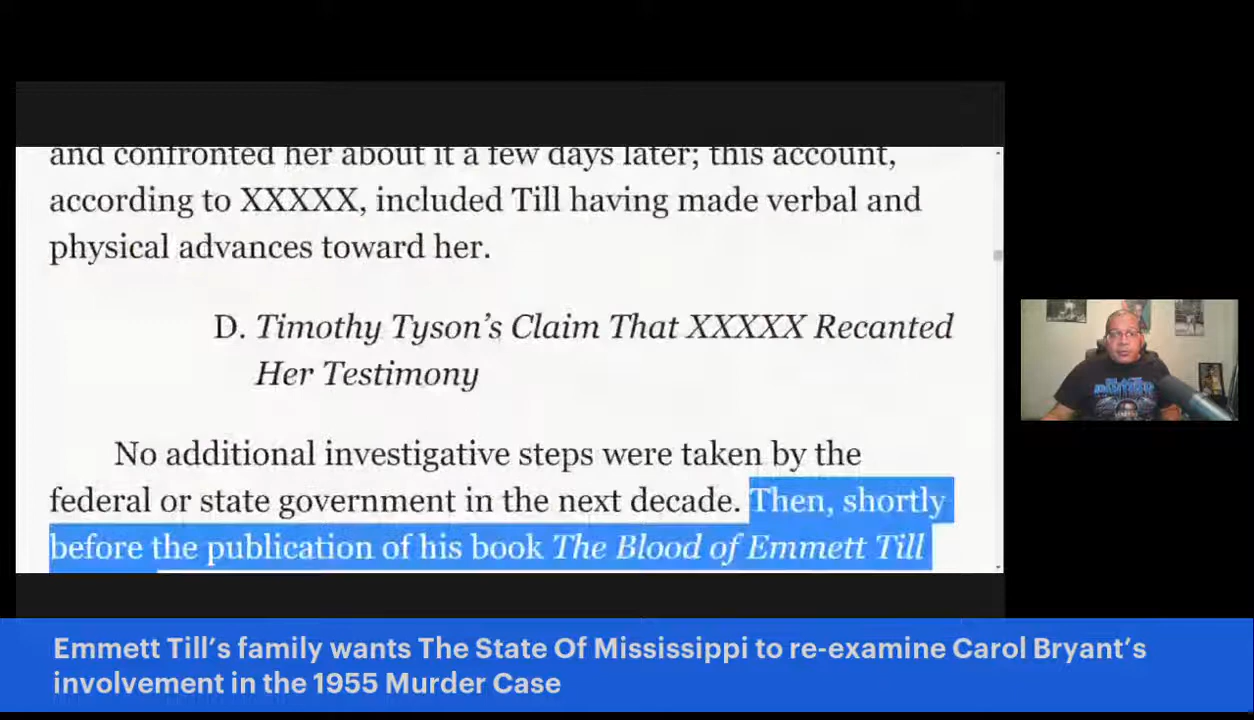 and confronted her about it a few days later; this account,
according to XXXXX, included Till having made verbal and
physical advances toward her.
D. Timothy Tyson's Claim That XXXXX Recanted
Her Testimony
No additional investigative steps were taken by the
federal or state government in the next decade. Then, shortly
before the publication of his book The Blood of Emmett Till
Emmett Till's family wants The State Of Mississippi to re-examine Carol Bryant's
involvement in the 1955 Murder Case